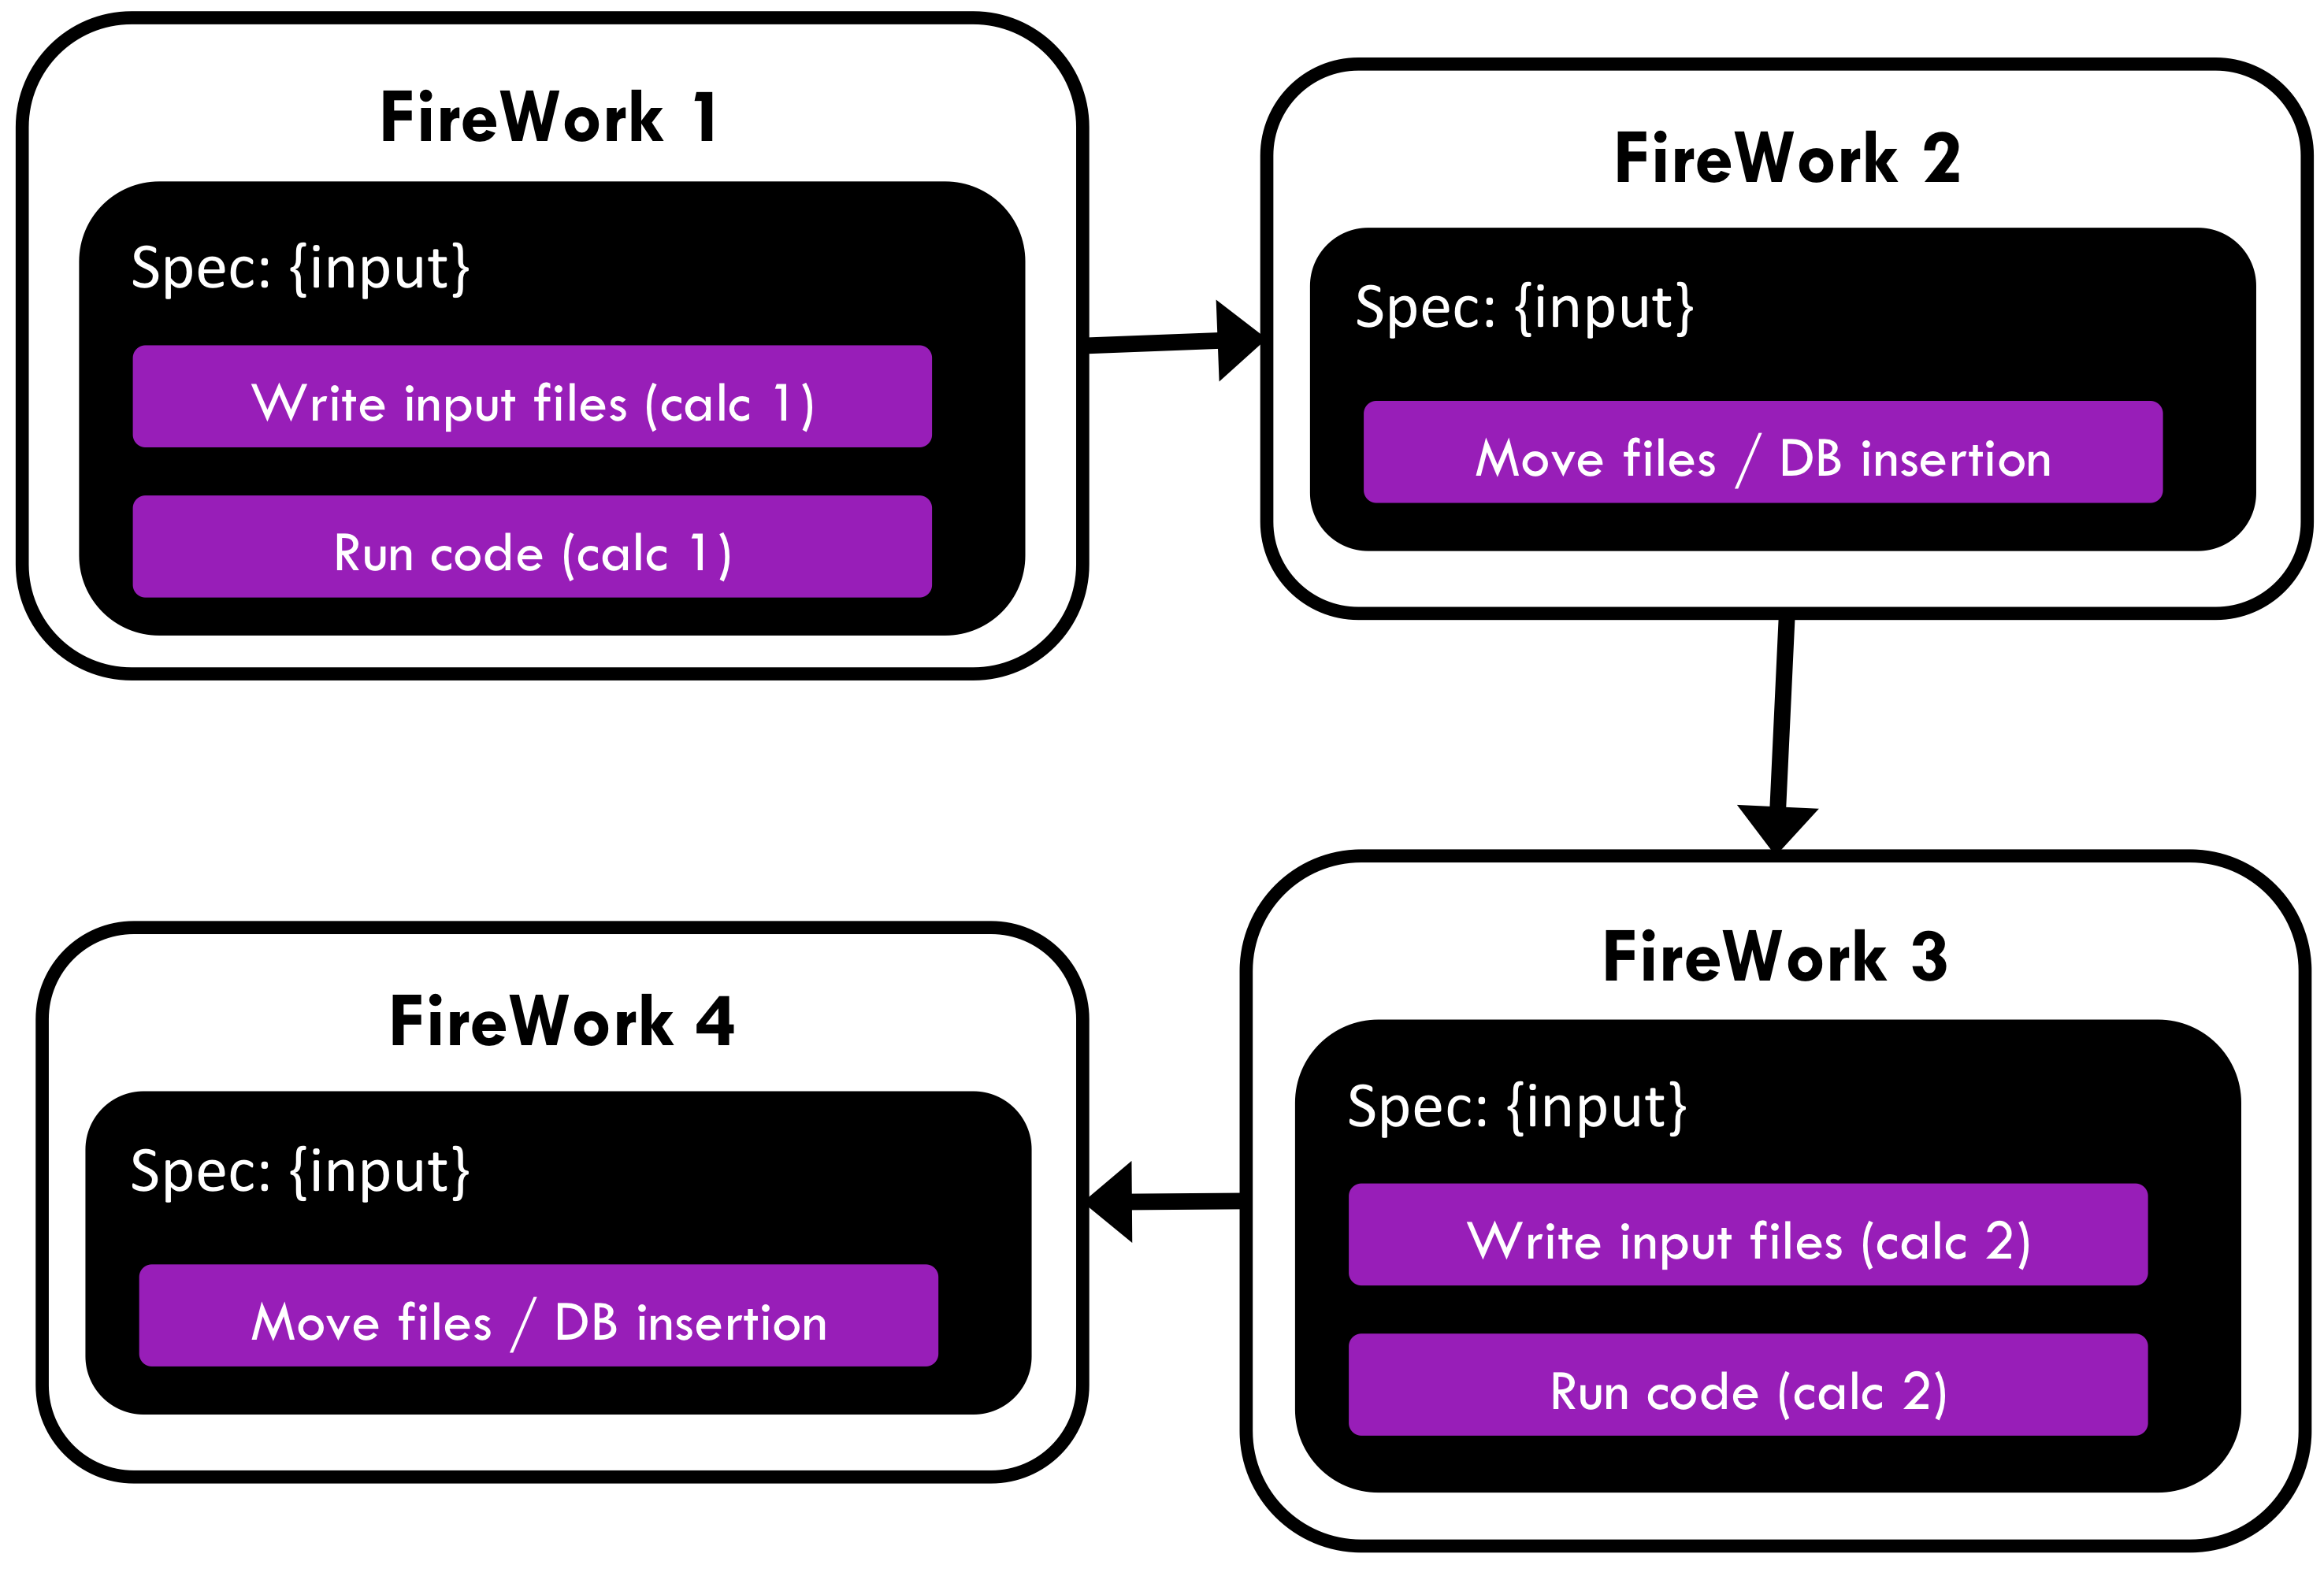 FireWork 1
Spec: {input}
Write input files (calc 1)
Run code (calc 1)
FireWork 2
Spec: {input}
Move files / DB insertion
FireWork 3
Spec: {input}
Write input files (calc 2)
Run code (calc 2)
FireWork 4
Spec: {input}
Move files / DB insertion